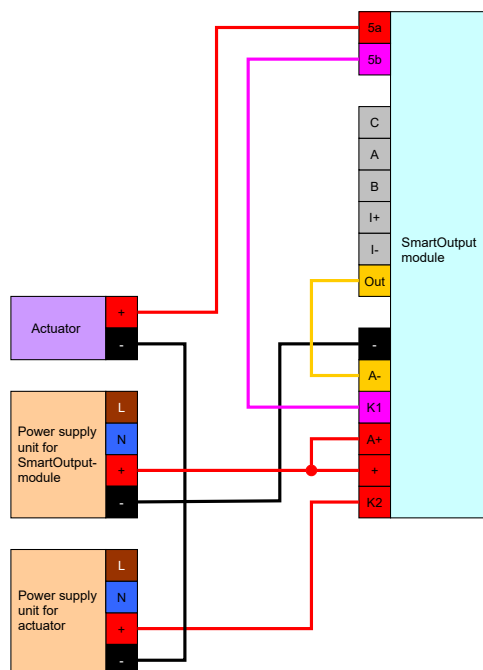 5a
5b
C
A
B
I+
I-
Out
SmartOutput
module
Actuator
+
-
-
A-
K1
A+
+
K2
Power supply
unit for
SmartOutput-
module
L
N
+
-
Power supply
unit for
actuator
L
N
+
-